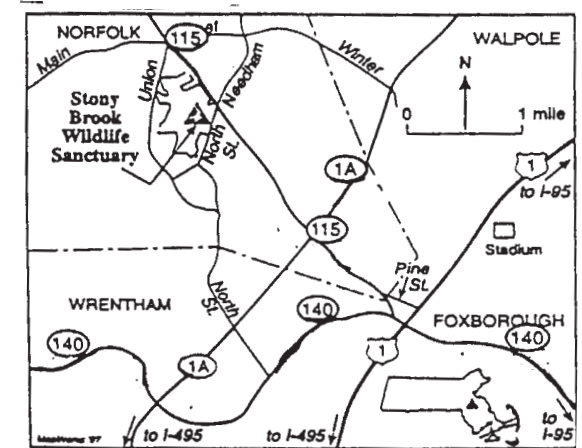 NORFOLK
115
et
WALPOLE
Main
Winter
N
Union
Needham
Stony
Brook
Wildlife
Sanctuary
0 1 mile
North
St.
1
1A
to I-95
115
Stadium
Pine
St.
North
St.
WRENTHAM
140
FOXBOROUGH
140
140
1
1A
to I-495
to I-495
to
I-95